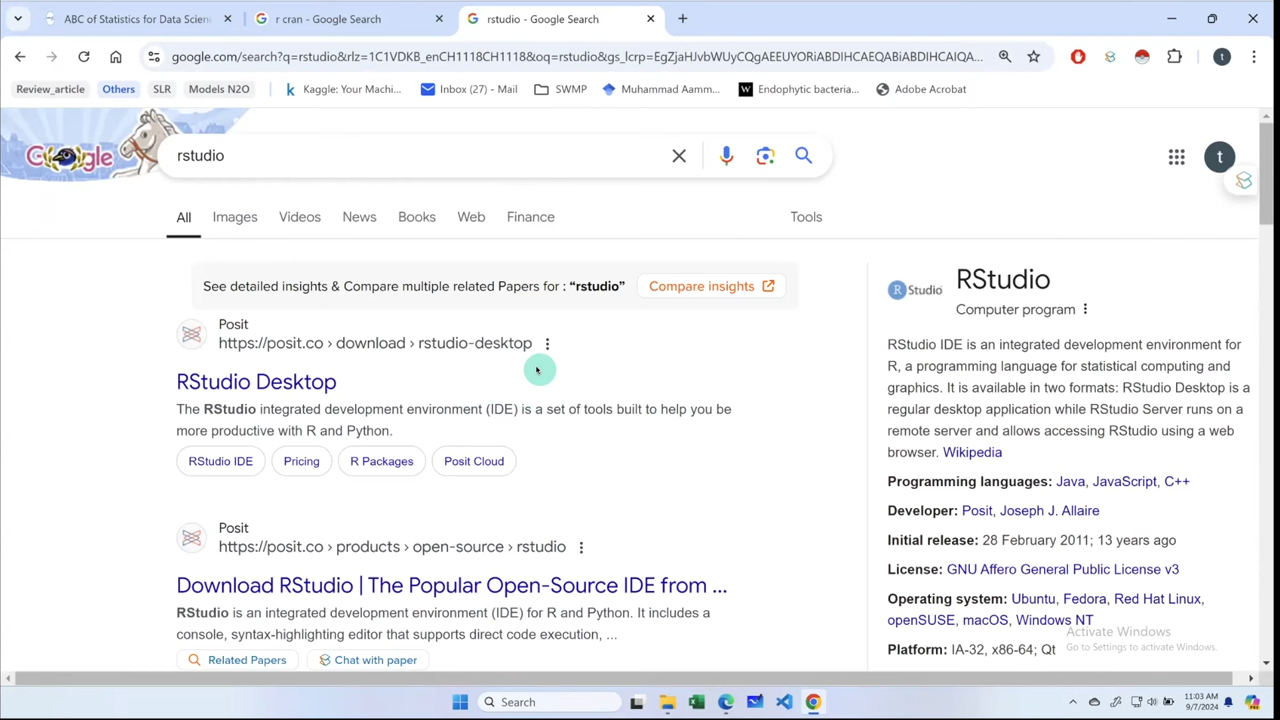 ABC of Statistics for Data Scien
r cran - Google Search
rstudio - Google Search
google.com/search?q=rstudio&rlz=1C1VDKB_enCH1118CH1118&oq=rstudio&gs_lcrp=EgZjaHJvbWUyCQgAEEUYORiABDIHCAEQABiABDIHCAIQA...
t
Review_article
Others
SLR
Models N2O
Kaggle: Your Machi...
Inbox (27) - Mail
SWMP
Muhammad Aamm...
Endophytic bacteria...
Adobe Acrobat
Google
rstudio
t
All
Images
Videos
News
Books
Web
Finance
Tools
See detailed insights & Compare multiple related Papers for : “rstudio”
Compare insights
Posit
https://posit.co › download › rstudio-desktop
RStudio Desktop
The RStudio integrated development environment (IDE) is a set of tools built to help you be
more productive with R and Python.
RStudio IDE
Pricing
R Packages
Posit Cloud
Posit
https://posit.co › products › open-source › rstudio
Download RStudio | The Popular Open-Source IDE from ...
RStudio is an integrated development environment (IDE) for R and Python. It includes a
console, syntax-highlighting editor that supports direct code execution, ...
Related Papers
Chat with paper
R Studio
RStudio
Computer program
RStudio IDE is an integrated development environment for
R, a programming language for statistical computing and
graphics. It is available in two formats: RStudio Desktop is a
regular desktop application while RStudio Server runs on a
remote server and allows accessing RStudio using a web
browser. Wikipedia
Programming languages: Java, JavaScript, C++
Developer: Posit, Joseph J. Allaire
Initial release: 28 February 2011; 13 years ago
License: GNU Affero General Public License v3
Operating system: Ubuntu, Fedora, Red Hat Linux,
openSUSE, macOS, Windows NT
Platform: IA-32, x86-64; Qt
Activate Windows
Go to Settings to activate Windows.
Search
11:03 AM
9/7/2024